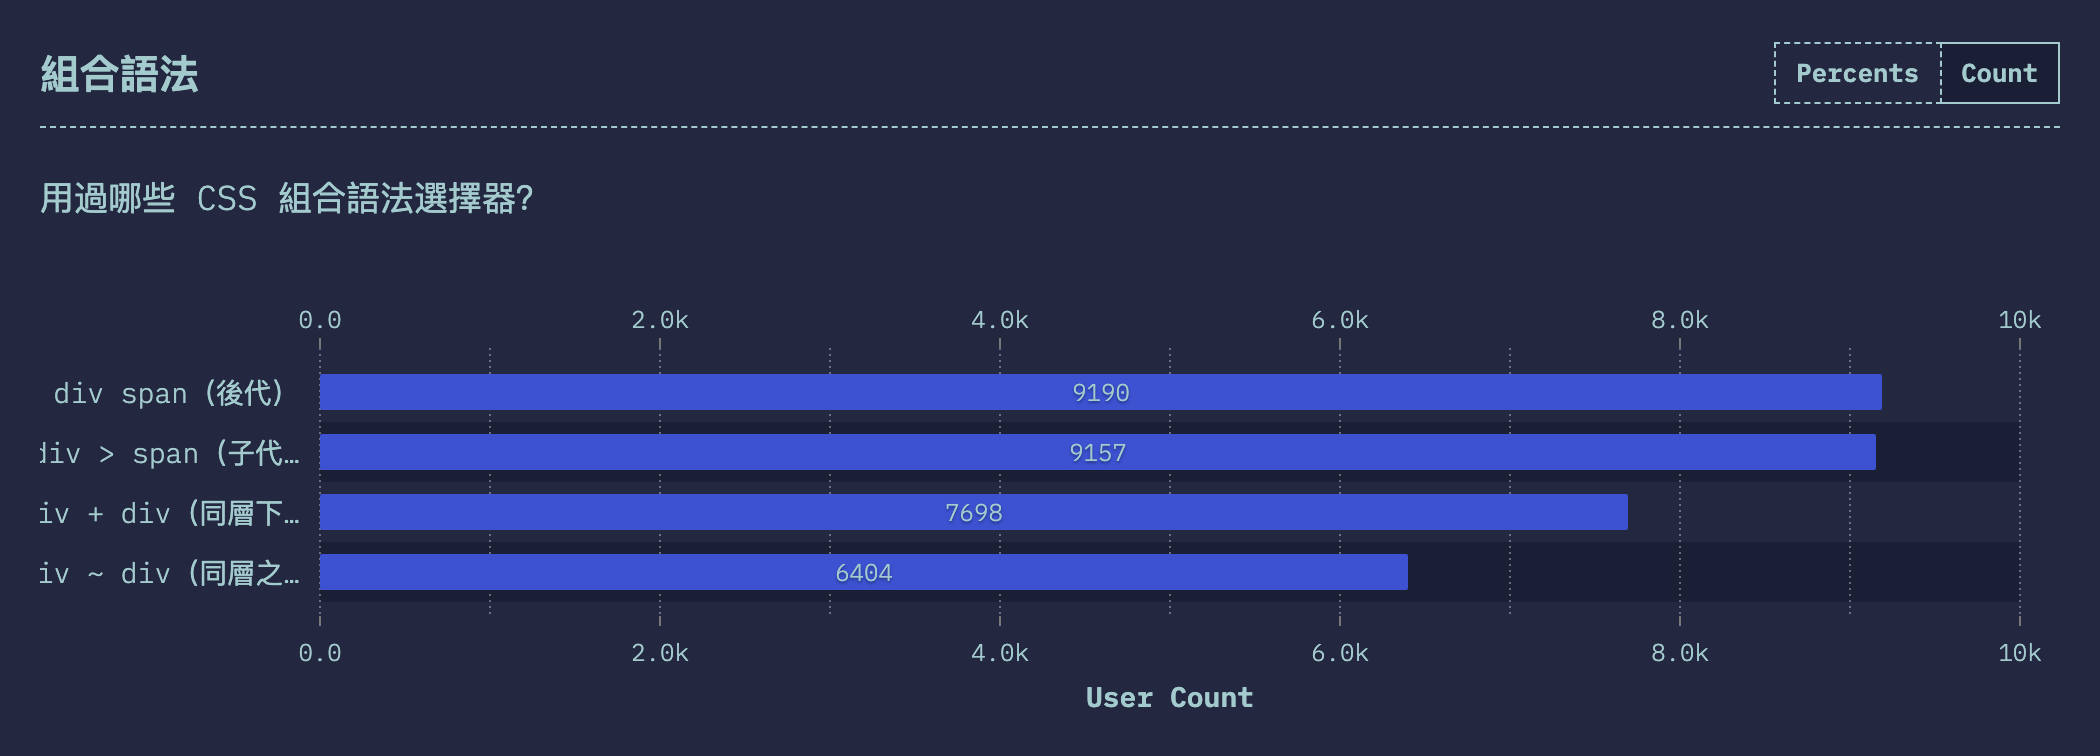 組合語法
Percents Count
用過哪些 CSS 組合語法選擇器?
0.0 2.0k 4.0k 6.0k 8.0k 10k
div span (後代) 9190
div > span (子代… 9157
iv + div (同層下… 7698
iv ~ div (同層之… 6404
0.0 2.0k 4.0k 6.0k 8.0k 10k
User Count